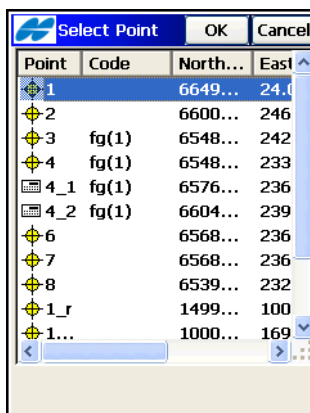 Select Point OK Cancel
Point Code North... East
1 6649... 24.0
2 6600... 246
3 fg(1) 6548... 242
4 fg(1) 6548... 233
4_1 fg(1) 6576... 236
4_2 fg(1) 6604... 239
6 6568... 236
7 6568... 236
8 6539... 232
1_r 1499... 100
1... 1000... 169